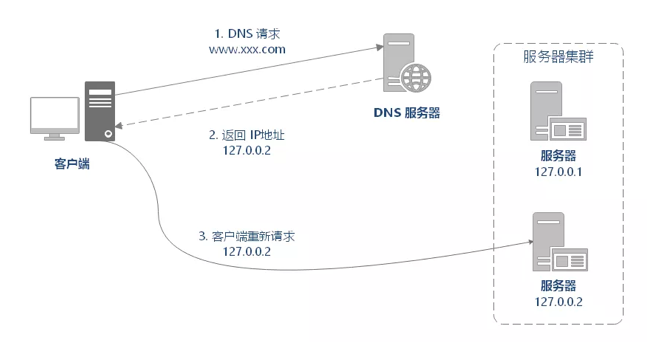 1. DNS 请求
www.xxx.com
服务器集群
DNS 服务器
2. 返回 IP地址
127.0.0.2
客户端
服务器
127.0.0.1
3. 客户端重新请求
127.0.0.2
服务器
127.0.0.2